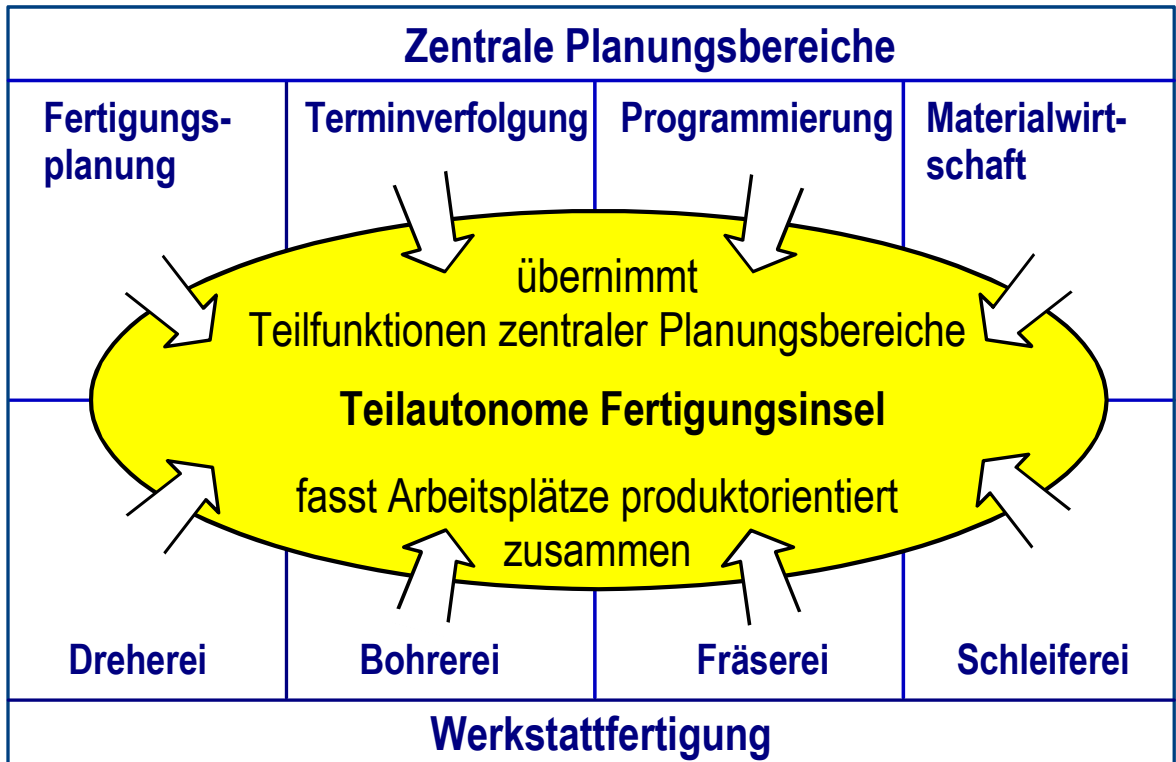 Zentrale Planungsbereiche
Fertigungs-
planung
Terminverfolgung
Programmierung
Materialwirt-
schaft
übernimmt
Teilfunktionen zentraler Planungsbereiche
Teilautonome Fertigungsinsel
fasst Arbeitsplätze produktorientiert
zusammen
Dreherei
Bohrerei
Fräserei
Schleiferei
Werkstattfertigung